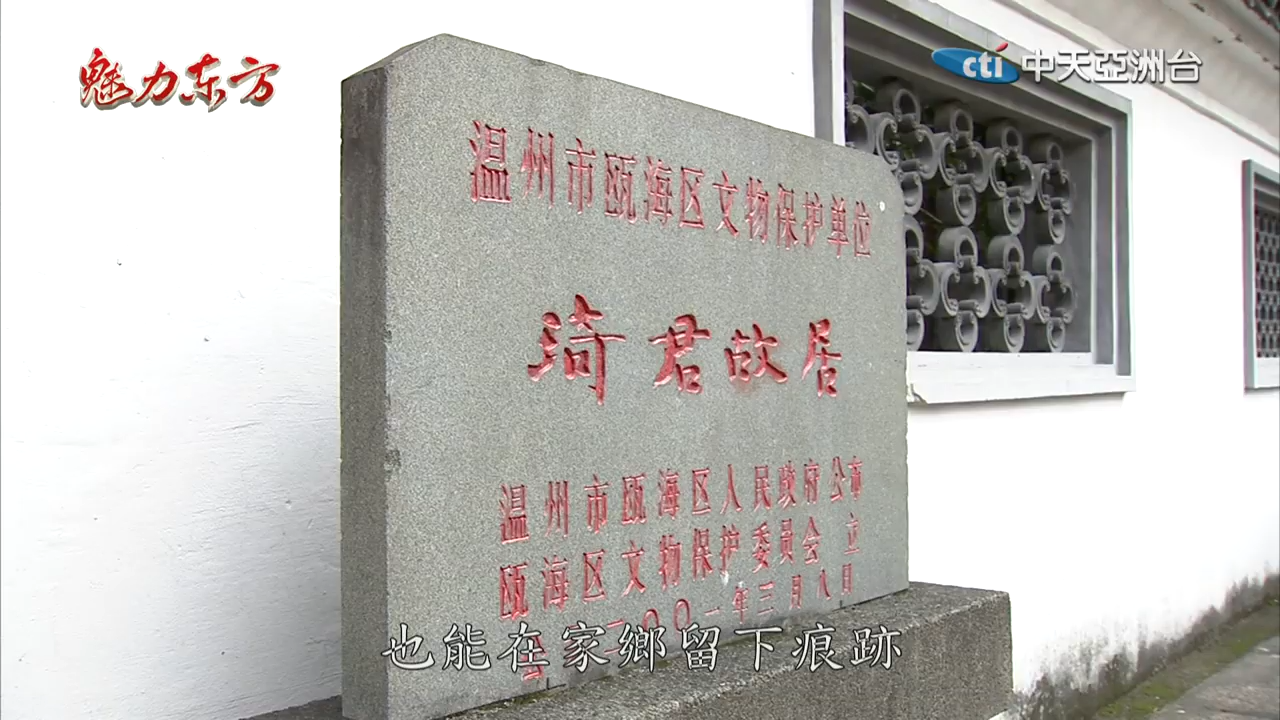 魅力东方
cti 中天亞洲台
温州市瓯海区文物保护单位
琦君故居
温州市瓯海区人民政府公布
瓯海区文物保护委员会 立
二〇〇一年三月八日
也能在家鄉留下痕跡